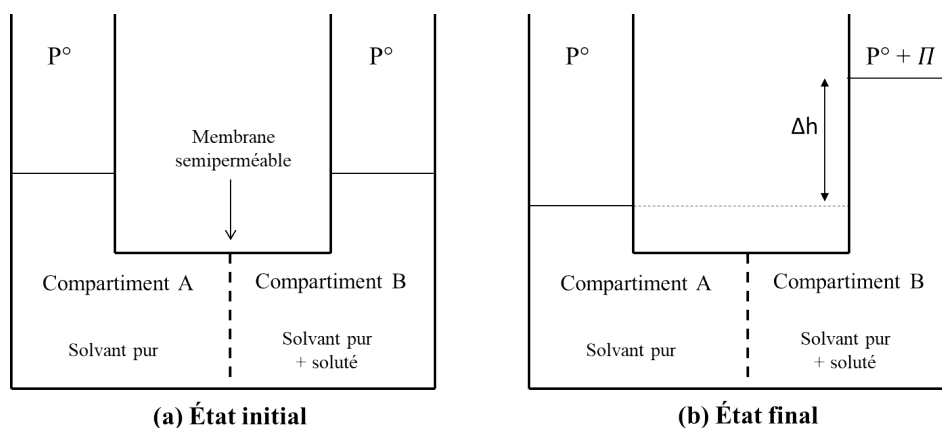 P°
P°
Membrane
semiperméable
Compartiment A
Compartiment B
Solvant pur
Solvant pur
+ soluté
(a) État initial
P°
P° + Π
Δh
Compartiment A
Compartiment B
Solvant pur
Solvant pur
+ soluté
(b) État final